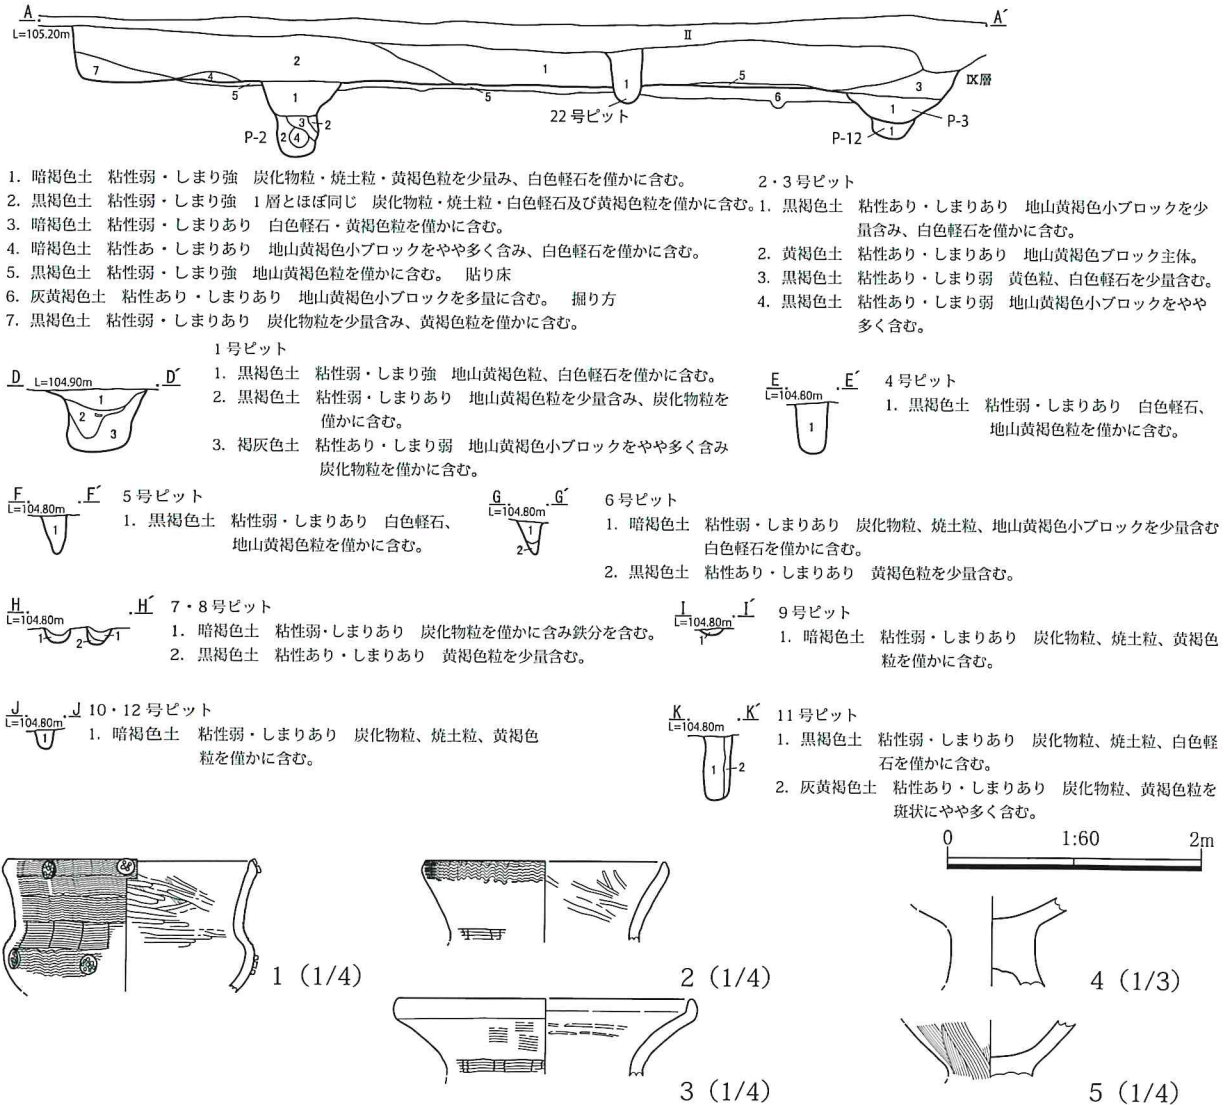 A
A´
L=105.20m
Ⅱ
7
4
2
1
1
5
3
Ⅸ層
5
1
5
6
1
P-3
22号ピット
3
2
P-2
2
4
P-12
1
1. 暗褐色土 粘性弱・しまり強 炭化物粒・焼土粒・黄褐色粒を少量み、白色軽石を僅かに含む。
2. 黒褐色土 粘性弱・しまり強 1層とほぼ同じ 炭化物粒・焼土粒・白色軽石及び黄褐色粒を僅かに含む。
3. 暗褐色土 粘性弱・しまりあり 白色軽石・黄褐色粒を僅かに含む。
4. 暗褐色土 粘性あ・しまりあり 地山黄褐色小ブロックをやや多く含み、白色軽石を僅かに含む。
5. 黒褐色土 粘性弱・しまり強 地山黄褐色粒を僅かに含む。 貼り床
6. 灰黄褐色土 粘性あり・しまりあり 地山黄褐色小ブロックを多量に含む。 掘り方
7. 黒褐色土 粘性弱・しまりあり 炭化物粒を少量含み、黄褐色粒を僅かに含む。
2・3号ピット
1. 黒褐色土 粘性あり・しまりあり 地山黄褐色小ブロックを少
量含み、白色軽石を僅かに含む。
2. 黄褐色土 粘性あり・しまりあり 地山黄褐色ブロック主体。
3. 黒褐色土 粘性あり・しまり弱 黄色粒、白色軽石を少量含む。
4. 黒褐色土 粘性あり・しまり弱 地山黄褐色小ブロックをやや
多く含む。
D
L=104.90m
D´
1
2
3
1号ピット
1. 黒褐色土 粘性弱・しまり強 地山黄褐色粒、白色軽石を僅かに含む。
2. 黒褐色土 粘性弱・しまりあり 地山黄褐色粒を少量含み、炭化物粒を
僅かに含む。
3. 褐灰色土 粘性あり・しまり弱 地山黄褐色小ブロックをやや多く含み
炭化物粒を僅かに含む。
E
E´
L=104.80m
1
4号ピット
1. 黒褐色土 粘性弱・しまりあり 白色軽石、
地山黄褐色粒を僅かに含む。
F
F´
L=104.80m
1
5号ピット
1. 黒褐色土 粘性弱・しまりあり 白色軽石、
地山黄褐色粒を僅かに含む。
G
G´
L=104.80m
1
2
6号ピット
1. 暗褐色土 粘性弱・しまりあり 炭化物粒、焼土粒、地山黄褐色小ブロックを少量含む
白色軽石を僅かに含む。
2. 黒褐色土 粘性あり・しまりあり 黄褐色粒を少量含む。
H
H´
L=104.80m
1
2
1
7・8号ピット
1. 暗褐色土 粘性弱・しまりあり 炭化物粒を僅かに含み鉄分を含む。
2. 黒褐色土 粘性あり・しまりあり 黄褐色粒を少量含む。
I
I´
L=104.80m
1
9号ピット
1. 暗褐色土 粘性弱・しまりあり 炭化物粒、焼土粒、黄褐色
粒を僅かに含む。
J
J
L=104.80m
1
10・12号ピット
1. 暗褐色土 粘性弱・しまりあり 炭化物粒、焼土粒、黄褐色
粒を僅かに含む。
K
K´
L=104.80m
1
2
11号ピット
1. 黒褐色土 粘性弱・しまりあり 炭化物粒、焼土粒、白色軽
石を僅かに含む。
2. 灰黄褐色土 粘性あり・しまりあり 炭化物粒、黄褐色粒を
斑状にやや多く含む。
0 1:60 2m
1 (1/4)
2 (1/4)
3 (1/4)
4 (1/3)
5 (1/4)